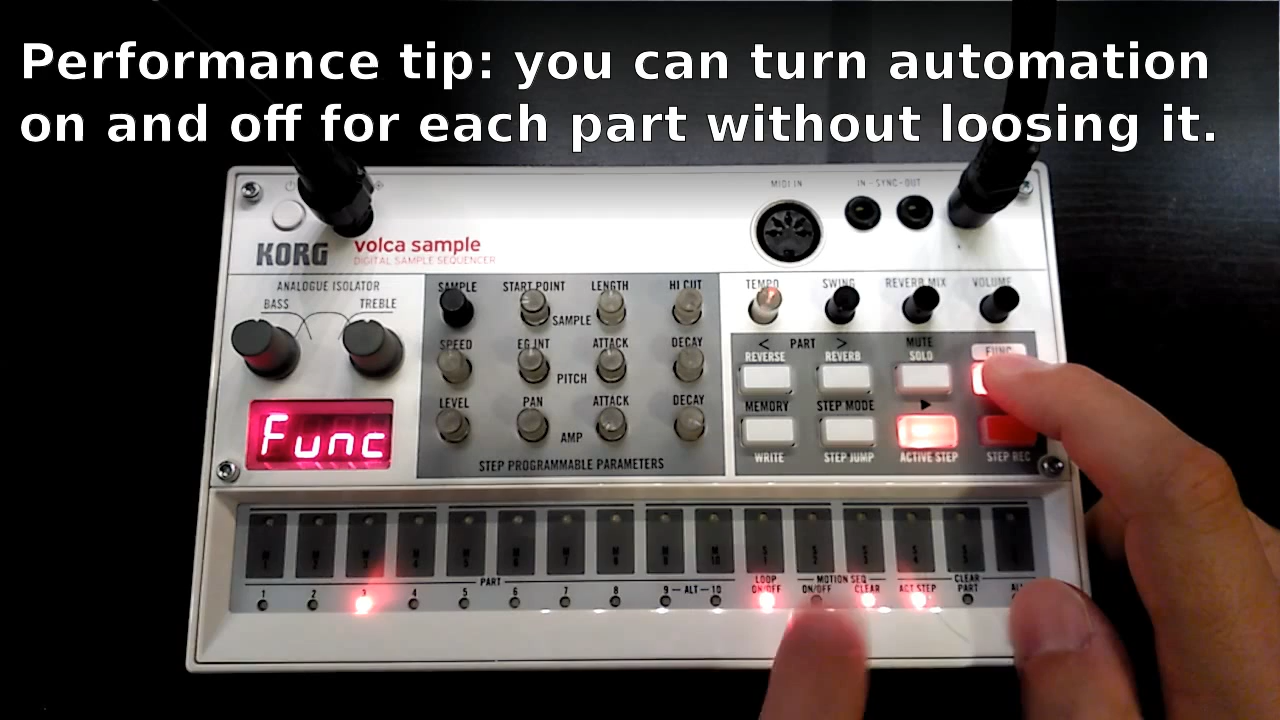 Performance tip: you can turn automation
on and off for each part without loosing it.
MIDI IN
IN - SYNC - OUT
KORG
volca sample
DIGITAL SAMPLE SEQUENCER
ANALOGUE ISOLATOR
BASS TREBLE
SAMPLE START POINT LENGTH HI CUT
SAMPLE
SPEED EG INT ATTACK DECAY
PITCH
LEVEL PAN ATTACK DECAY
AMP
STEP PROGRAMMABLE PARAMETERS
TEMPO SWING REVERB MIX VOLUME
< PART > MUTE
REVERSE REVERB SOLO FUNC
MEMORY STEP MODE
WRITE STEP JUMP ACTIVE STEP STEP REC
Func
PART
LOOP MOTION SEQ CLEAR
ON/OFF ON/OFF CLEAR ACT.STEP PART
1 2 3 4 5 6 7 8 9 - ALT - 10